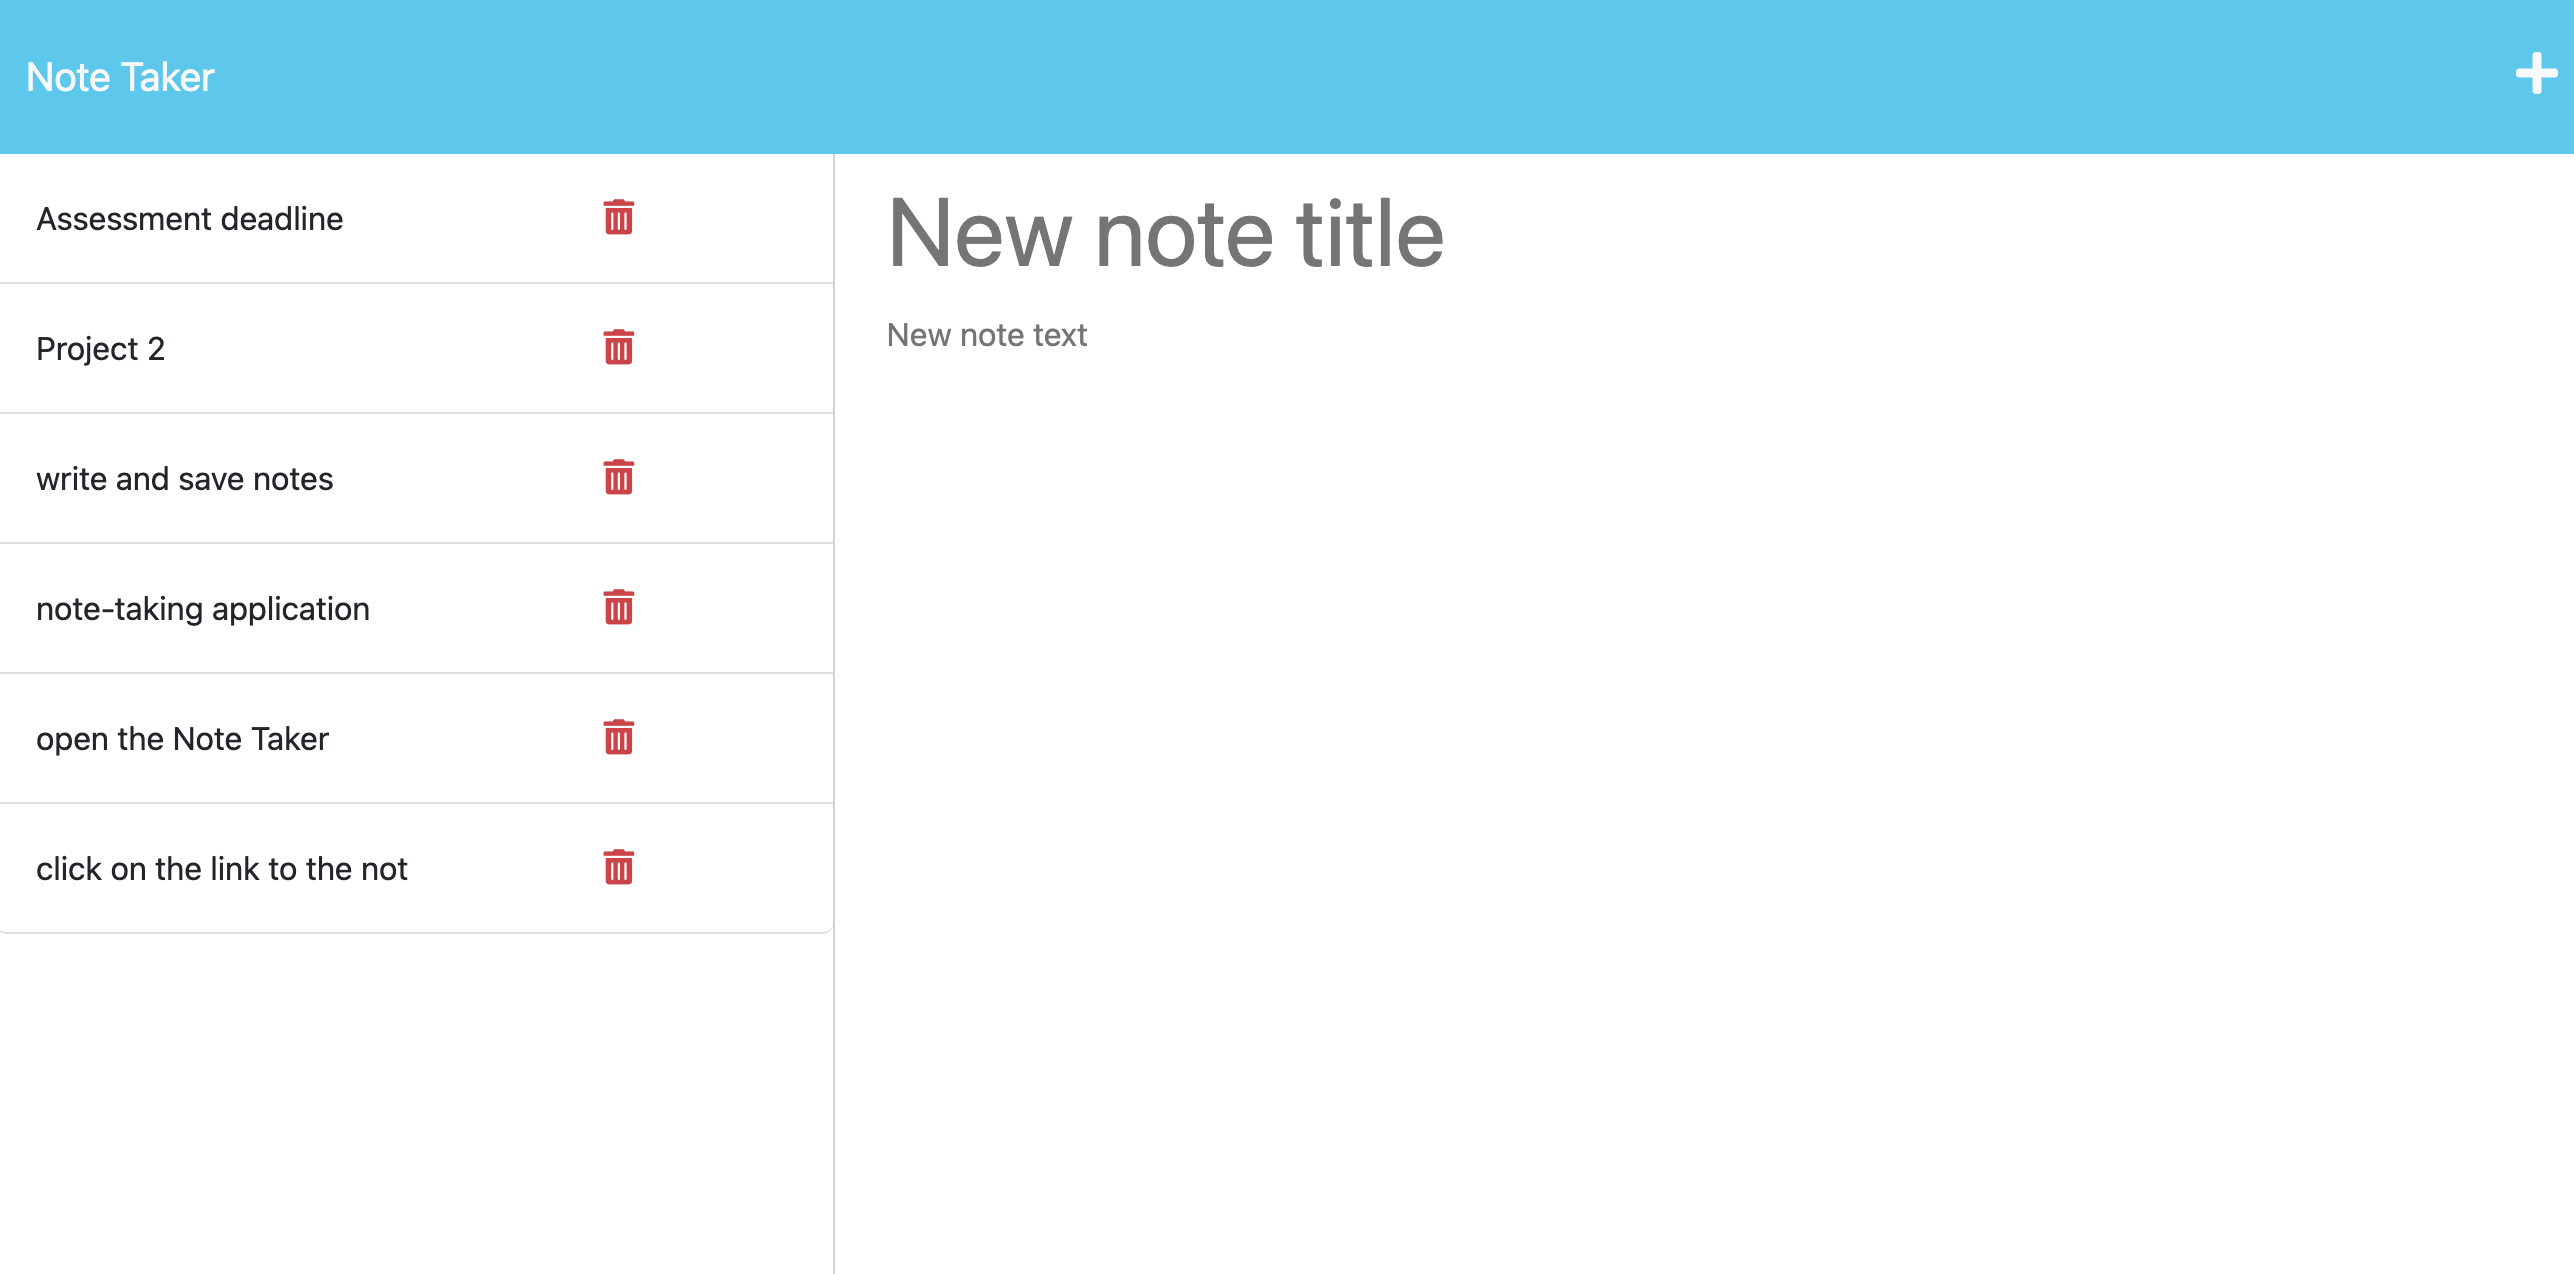 Note Taker
Assessment deadline
Project 2
write and save notes
note-taking application
open the Note Taker
click on the link to the not
New note title
New note text